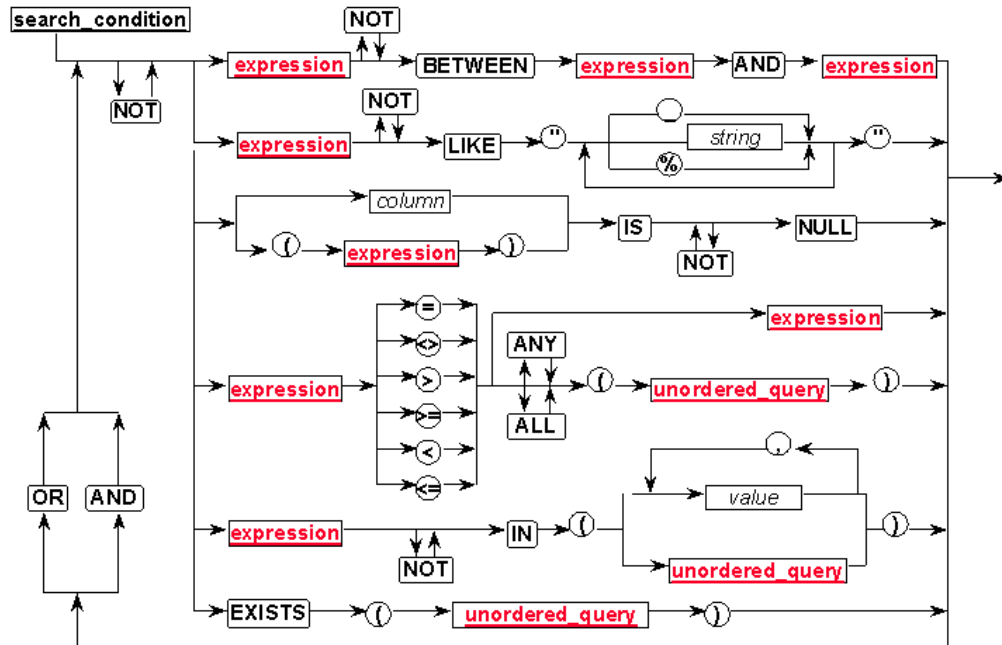 search_condition
NOT
NOT
expression BETWEEN expression AND expression
NOT
expression LIKE " string % "
column
( expression ) IS NOT NULL
=
<>
>
>=
<
<=
expression
ANY
ALL
expression
( unordered_query )
OR AND
,
value
expression NOT IN ( unordered_query )
EXISTS ( unordered_query )